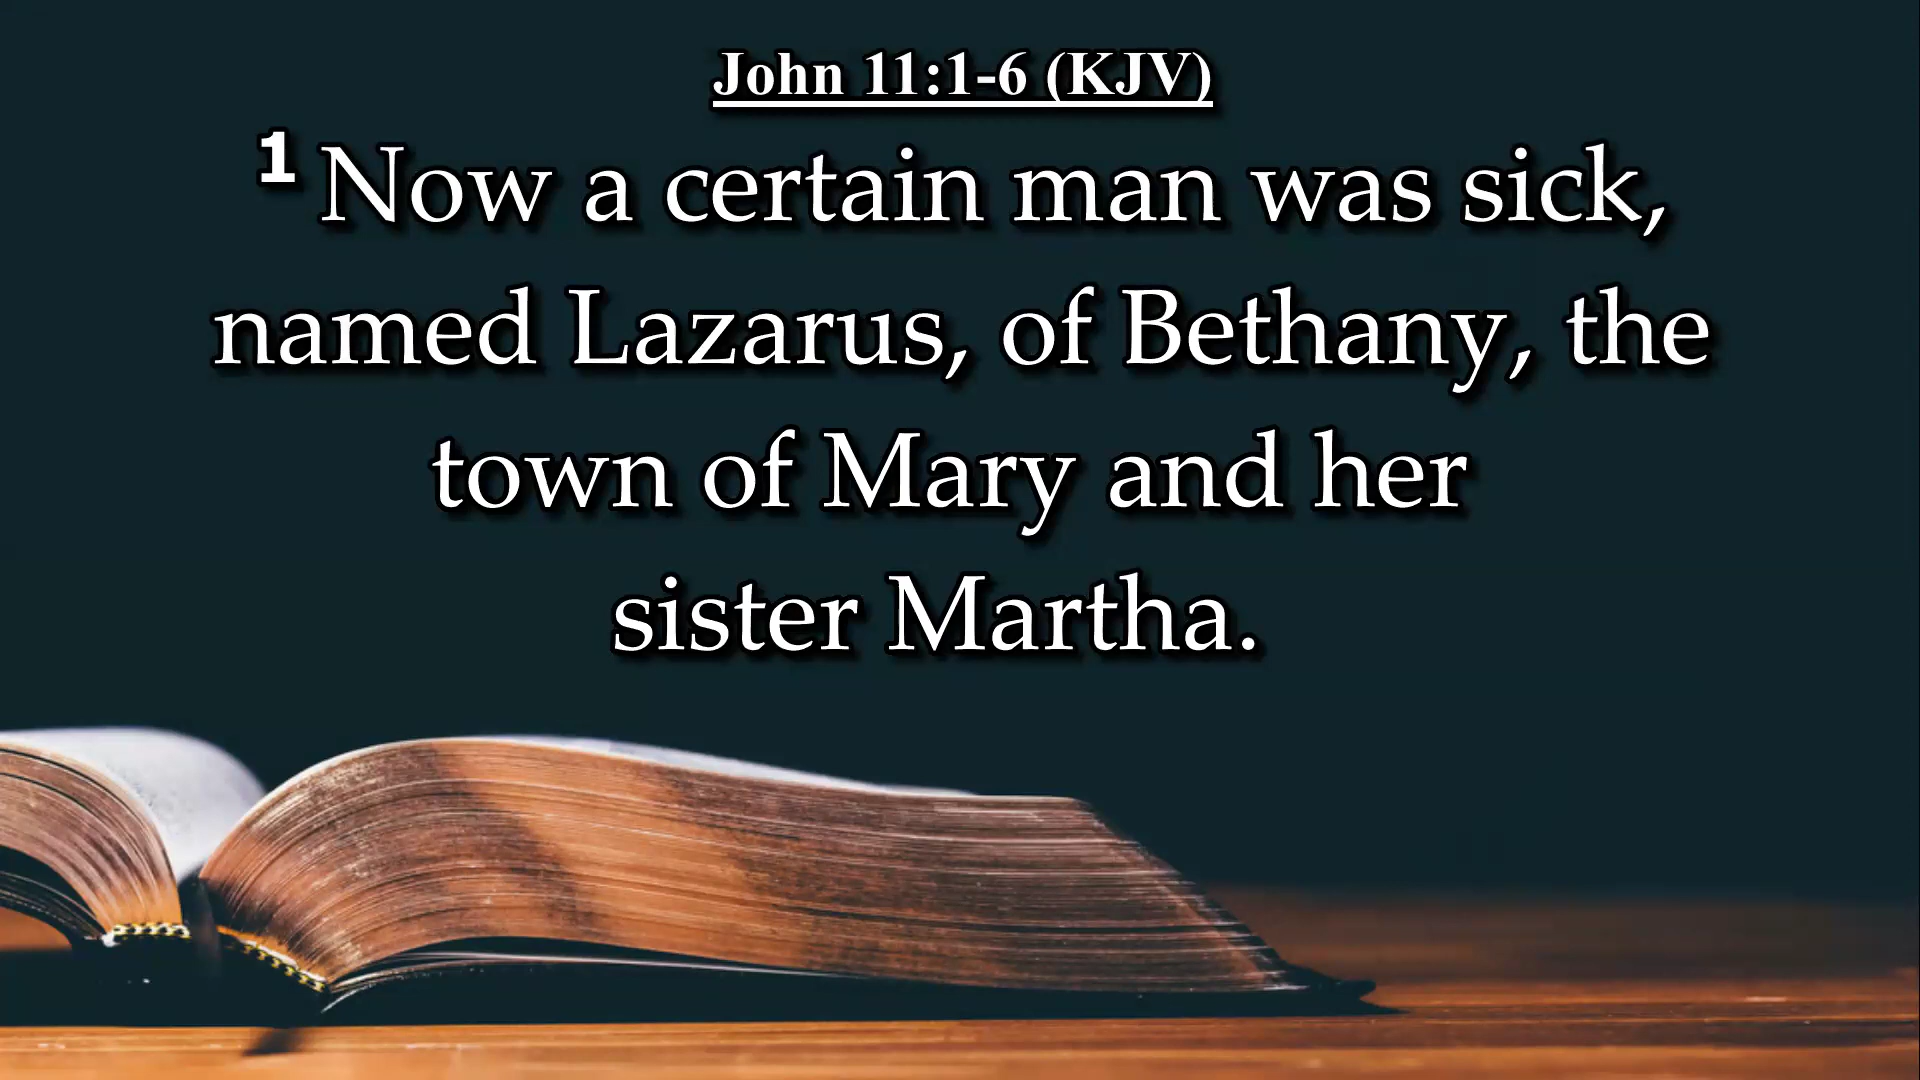 John 11:1-6 (KJV)
1 Now a certain man was sick,
named Lazarus, of Bethany, the
town of Mary and her
sister Martha.